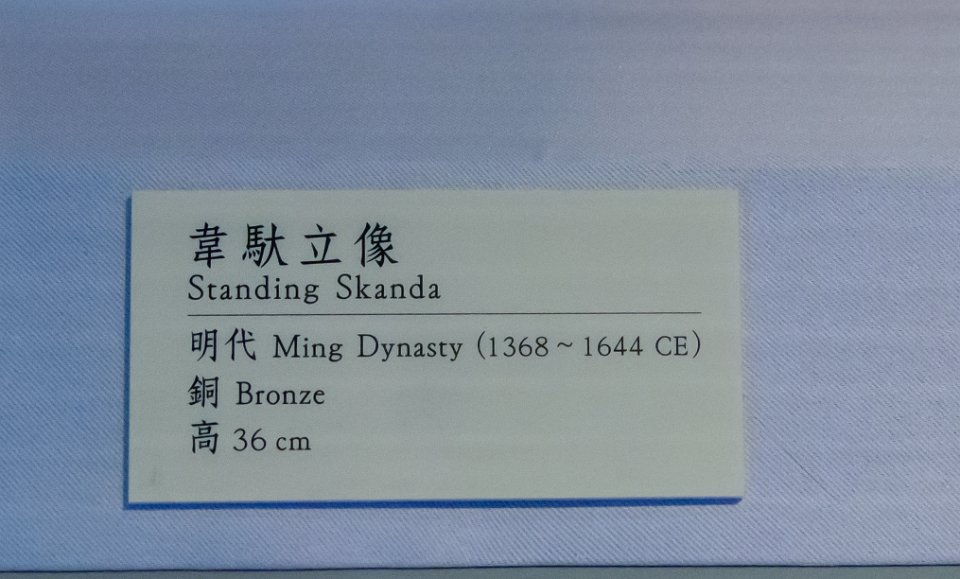 韋馱立像
Standing Skanda
明代 Ming Dynasty (1368~1644 CE)
銅 Bronze
高 36 cm